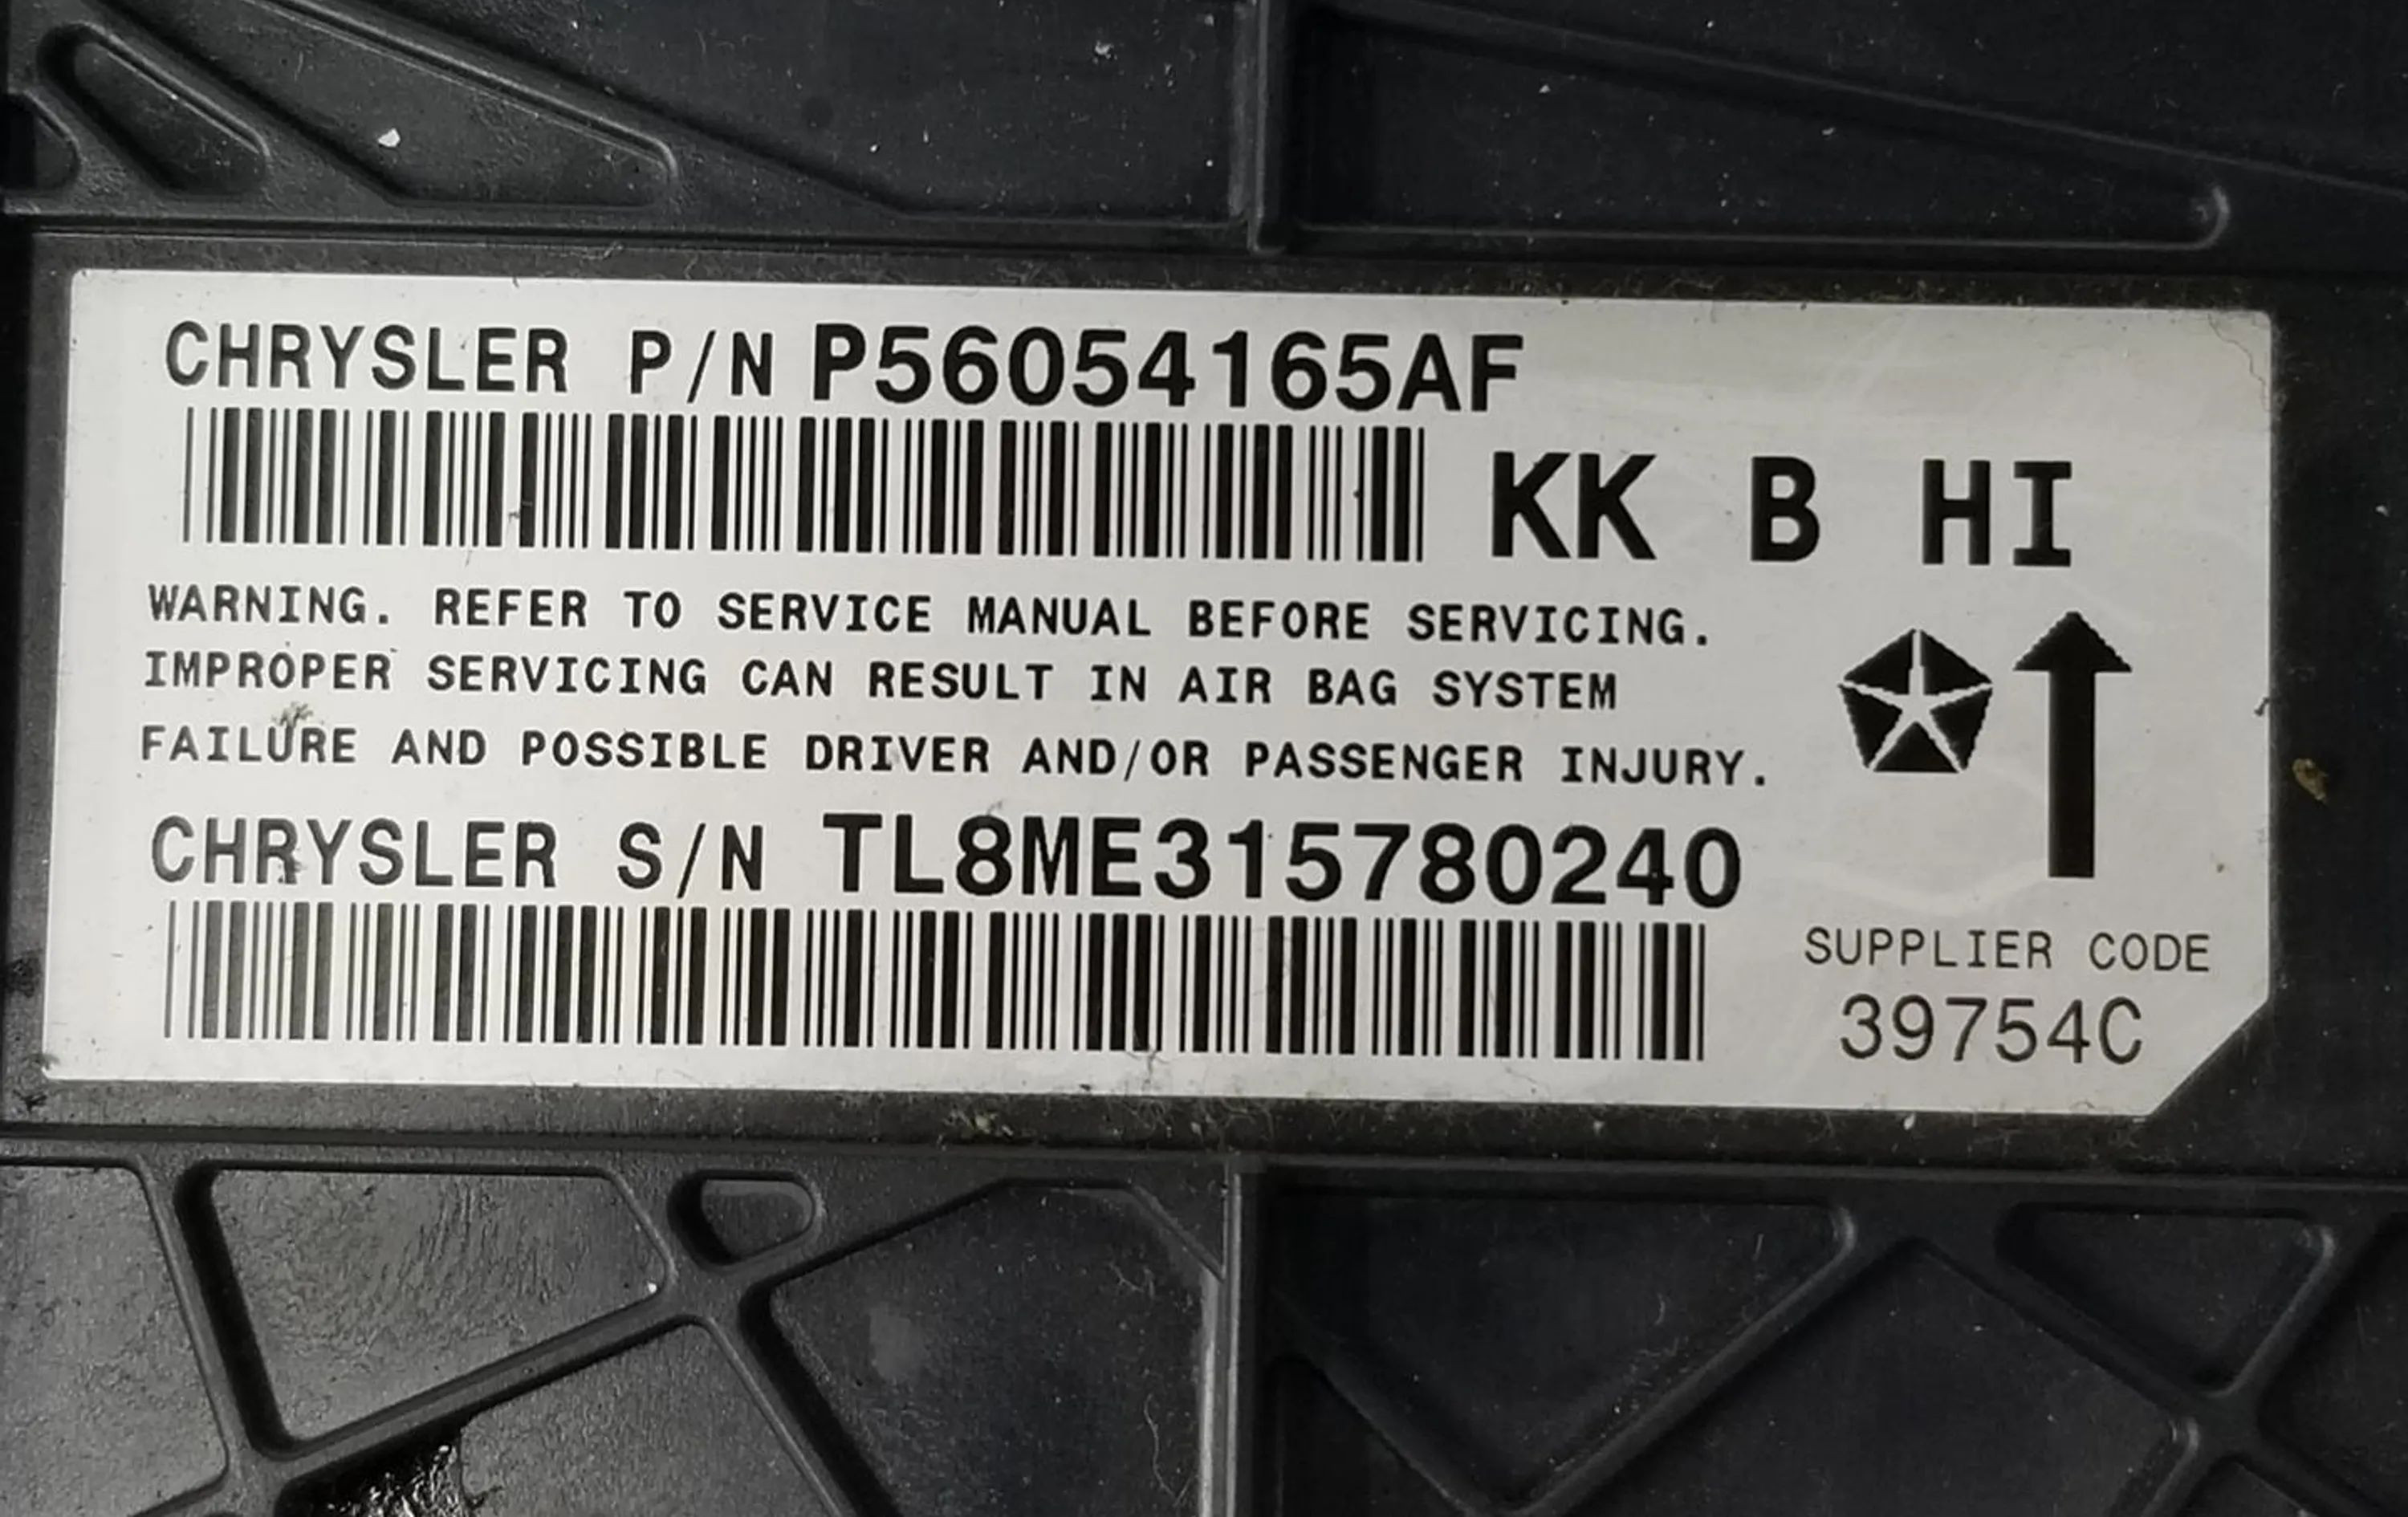 CHRYSLER P/N P56054165AF
KK B HI
WARNING. REFER TO SERVICE MANUAL BEFORE SERVICING.
IMPROPER SERVICING CAN RESULT IN AIR BAG SYSTEM
FAILURE AND POSSIBLE DRIVER AND/OR PASSENGER INJURY.
CHRYSLER S/N TL8ME315780240
SUPPLIER CODE
39754C